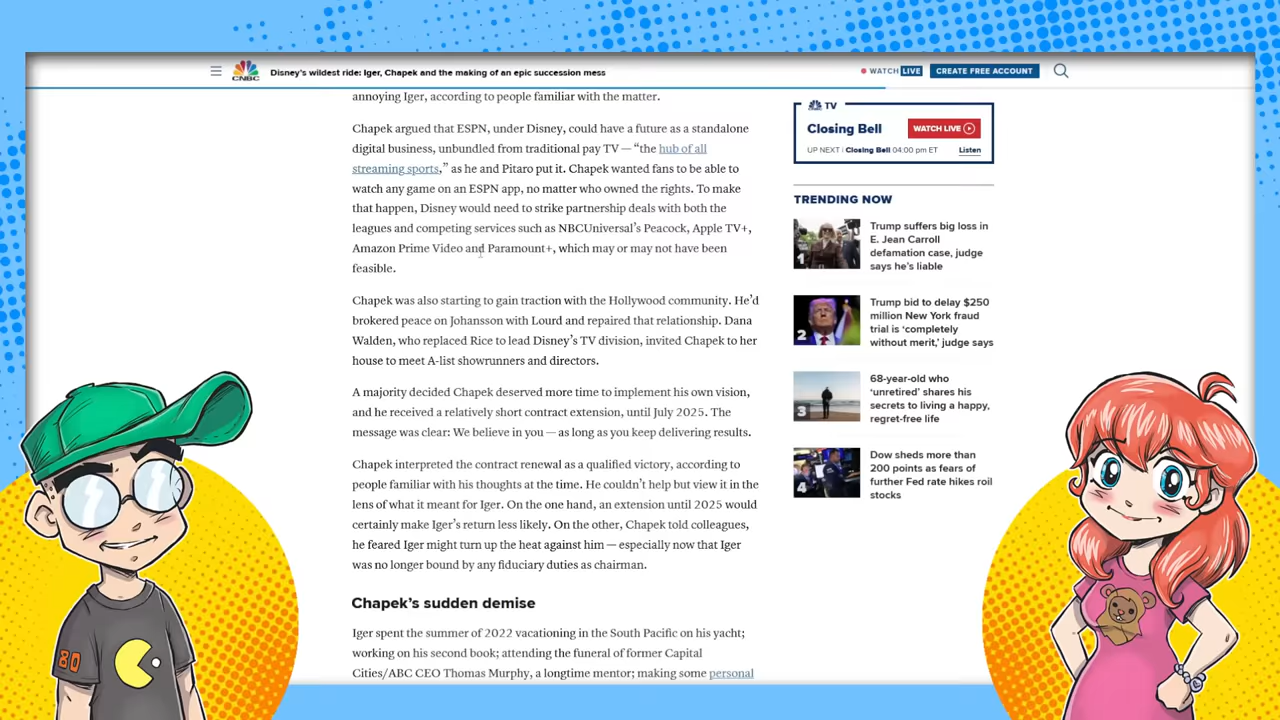 CNBC
Disney's wildest ride: Iger, Chapek and the making of an epic succession mess
WATCH LIVE
CREATE FREE ACCOUNT
annoying Iger, according to people familiar with the matter.
Chapek argued that ESPN, under Disney, could have a future as a standalone
digital business, unbundled from traditional pay TV — “the hub of all
streaming sports,” as he and Pitaro put it. Chapek wanted fans to be able to
watch any game on an ESPN app, no matter who owned the rights. To make
that happen, Disney would need to strike partnership deals with both the
leagues and competing services such as NBCUniversal’s Peacock, Apple TV+,
Amazon Prime Video and Paramount+, which may or may not have been
feasible.
Chapek was also starting to gain traction with the Hollywood community. He’d
brokered peace on Johansson with Lourd and repaired that relationship. Dana
Walden, who replaced Rice to lead Disney’s TV division, invited Chapek to her
house to meet A-list showrunners and directors.
A majority decided Chapek deserved more time to implement his own vision,
and he received a relatively short contract extension, until July 2025. The
message was clear: We believe in you — as long as you keep delivering results.
Chapek interpreted the contract renewal as a qualified victory, according to
people familiar with his thoughts at the time. He couldn’t help but view it in the
lens of what it meant for Iger. On the one hand, an extension until 2025 would
certainly make Iger’s return less likely. On the other, Chapek told colleagues,
he feared Iger might turn up the heat against him — especially now that Iger
was no longer bound by any fiduciary duties as chairman.
Chapek’s sudden demise
Iger spent the summer of 2022 vacationing in the South Pacific on his yacht;
working on his second book; attending the funeral of former Capital
Cities/ABC CEO Thomas Murphy, a longtime mentor; making some personal
TV
Closing Bell
WATCH LIVE
UP NEXT | Closing Bell 04:00 pm ET
Listen
TRENDING NOW
1
Trump suffers big loss in
E. Jean Carroll
defamation case, judge
says he’s liable
2
Trump bid to delay $250
million New York fraud
trial is ‘completely
without merit,’ judge says
3
68-year-old who
‘unretired’ shares his
secrets to living a happy,
regret-free life
4
Dow sheds more than
200 points as fears of
further Fed rate hikes roil
stocks
80